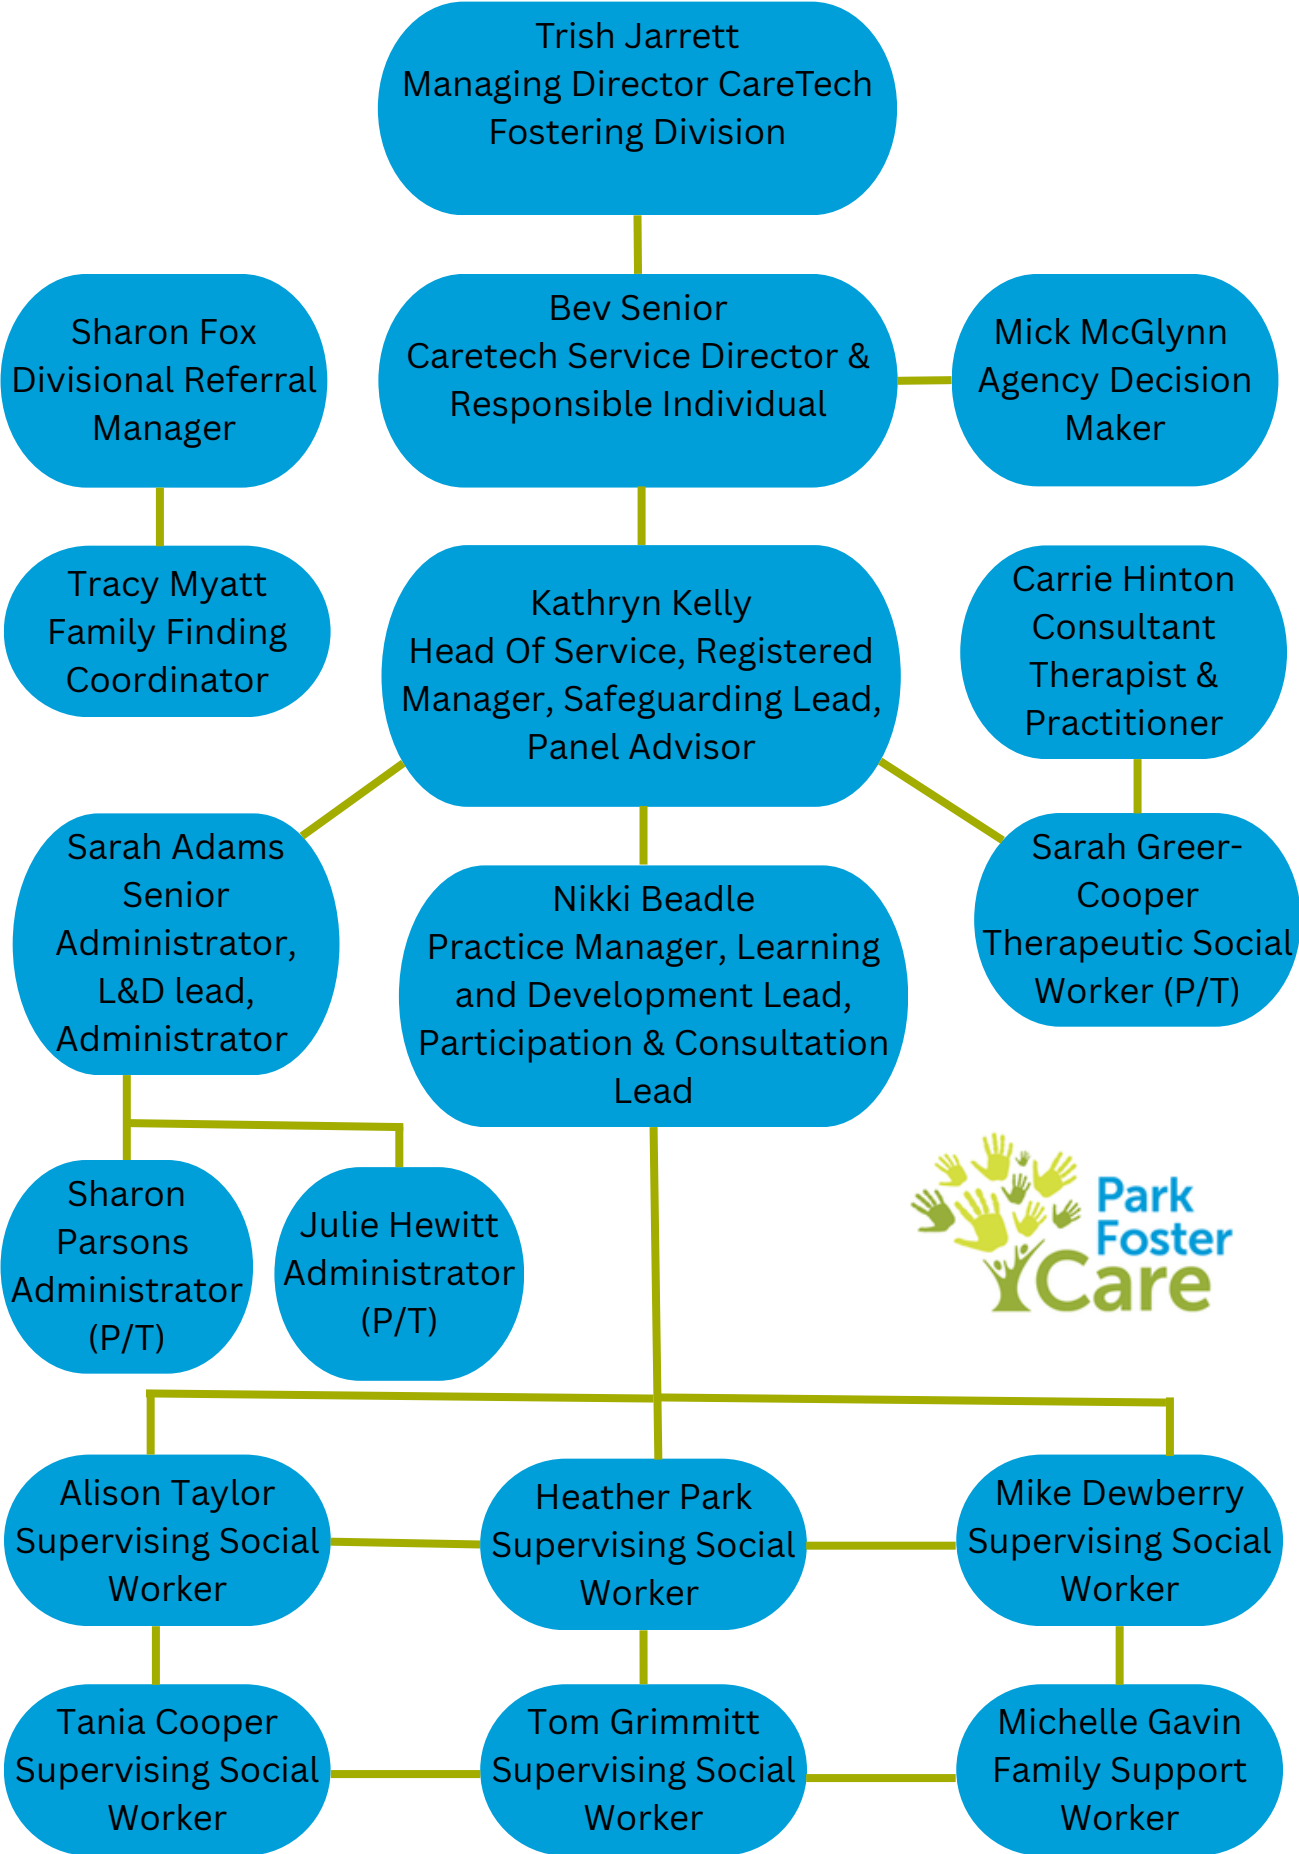 Trish Jarrett
Managing Director CareTech
Fostering Division
Sharon Fox
Divisional Referral
Manager
Bev Senior
Caretech Service Director &
Responsible Individual
Mick McGlynn
Agency Decision
Maker
Tracy Myatt
Family Finding
Coordinator
Kathryn Kelly
Head Of Service, Registered
Manager, Safeguarding Lead,
Panel Advisor
Carrie Hinton
Consultant
Therapist &
Practitioner
Sarah Adams
Senior
Administrator,
L&D lead,
Administrator
Nikki Beadle
Practice Manager, Learning
and Development Lead,
Participation & Consultation
Lead
Sarah Greer-
Cooper
Therapeutic Social
Worker (P/T)
Sharon
Parsons
Administrator
(P/T)
Julie Hewitt
Administrator
(P/T)
Park
Foster
Care
Alison Taylor
Supervising Social
Worker
Heather Park
Supervising Social
Worker
Mike Dewberry
Supervising Social
Worker
Tania Cooper
Supervising Social
Worker
Tom Grimmitt
Supervising Social
Worker
Michelle Gavin
Family Support
Worker